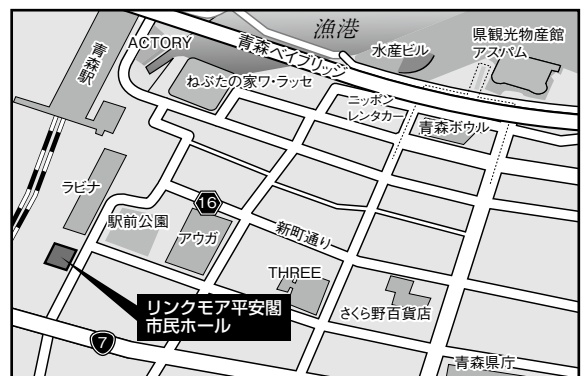 漁港
県観光物産館
アスパム
水産ビル
青森ベイブリッジ
ACTORY
青森駅
ねぶたの家ワ・ラッセ
ニッポン
レンタカー
青森ボウル
ラビナ
16
駅前公園
アウガ
新町通り
THREE
さくら野百貨店
リンクモア平安閣
市民ホール
7
青森県庁